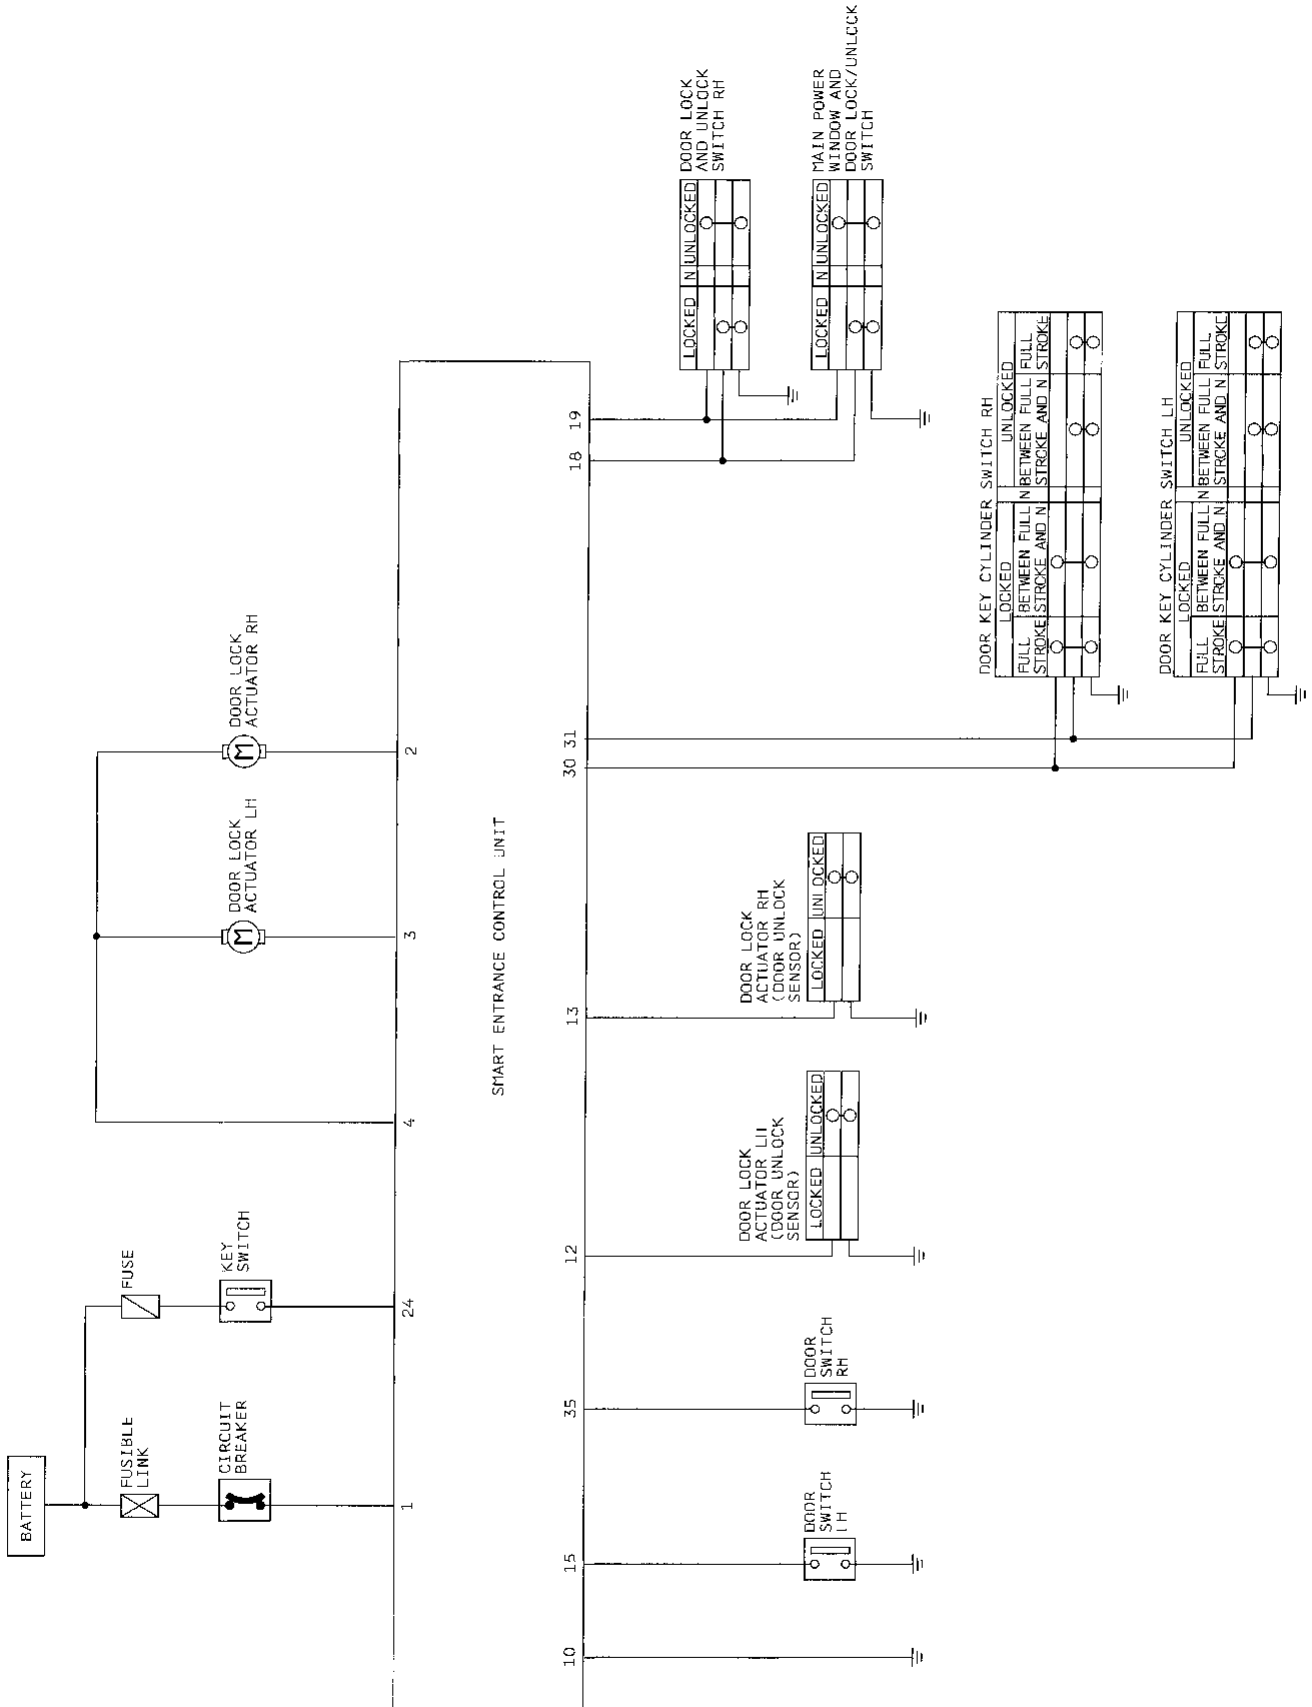 BATTERY
FUSIBLE
LINK
FUSE
CIRCUIT
BREAKER
KEY
SWITCH
DOOR LOCK
ACTUATOR LH
DOOR LOCK
ACTUATOR RH
1
24
4
3
2
SMART ENTRANCE CONTROL UNIT
10
15
35
12
13
30
31
18
19
DOOR
SWITCH
LH
DOOR
SWITCH
RH
DOOR LOCK
ACTUATOR LH
(DOOR UNLOCK
SENSOR)
LOCKED UNLOCKED
DOOR LOCK
ACTUATOR RH
(DOOR UNLOCK
SENSOR)
LOCKED UNLOCKED
LOCKED N UNLOCKED
DOOR LOCK
AND UNLOCK
SWITCH RH
LOCKED N UNLOCKED
MAIN POWER
WINDOW AND
DOOR LOCK/UNLOCK
SWITCH
DOOR KEY CYLINDER SWITCH RH
LOCKED UNLOCKED
FULL BETWEEN FULL N BETWEEN FULL FULL
STROKE STROKE AND N STROKE AND N STROKE
DOOR KEY CYLINDER SWITCH LH
LOCKED UNLOCKED
FULL BETWEEN FULL N BETWEEN FULL FULL
STROKE STROKE AND N STROKE AND N STROKE